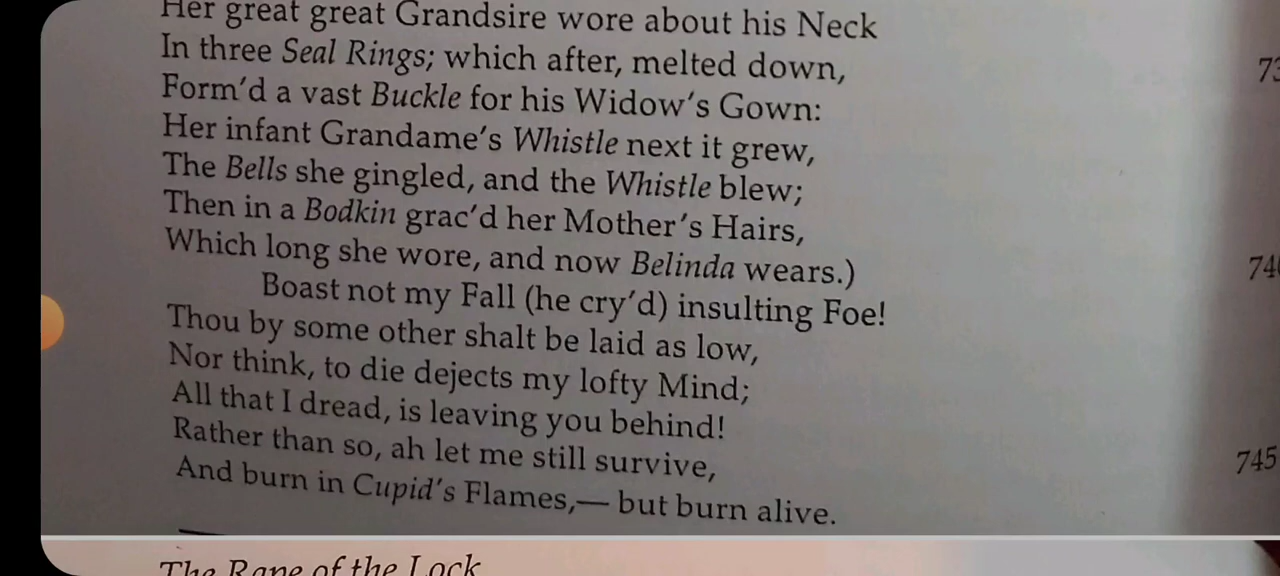 Her great great Grandsire wore about his Neck
In three Seal Rings; which after, melted down,
Form'd a vast Buckle for his Widow's Gown:
Her infant Grandame's Whistle next it grew,
The Bells she gingled, and the Whistle blew;
Then in a Bodkin grac'd her Mother's Hairs,
Which long she wore, and now Belinda wears.)
Boast not my Fall (he cry'd) insulting Foe!
Thou by some other shalt be laid as low,
Nor think, to die dejects my lofty Mind;
All that I dread, is leaving you behind!
Rather than so, ah let me still survive,
745
And burn in Cupid's Flames,— but burn alive.
The Rape of the Lock